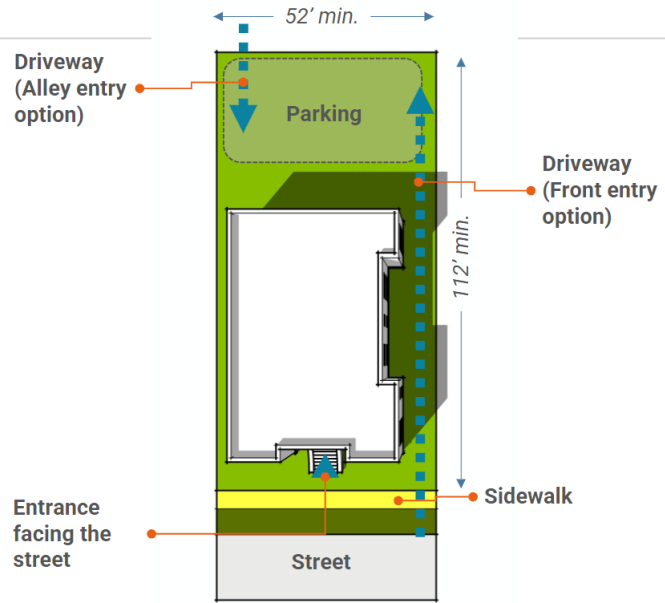 52’ min.
Driveway
(Alley entry
option)
Parking
Driveway
(Front entry
option)
112’ min.
Entrance
facing the
street
Sidewalk
Street